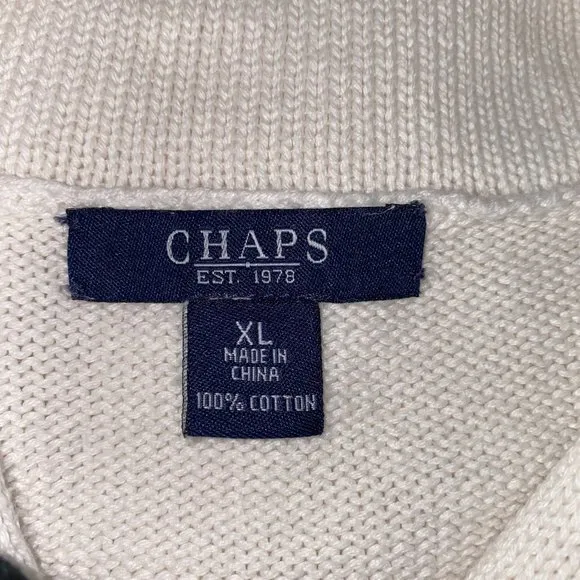 CHAPS
EST. 1978
XL
MADE IN
CHINA
100% COTTON